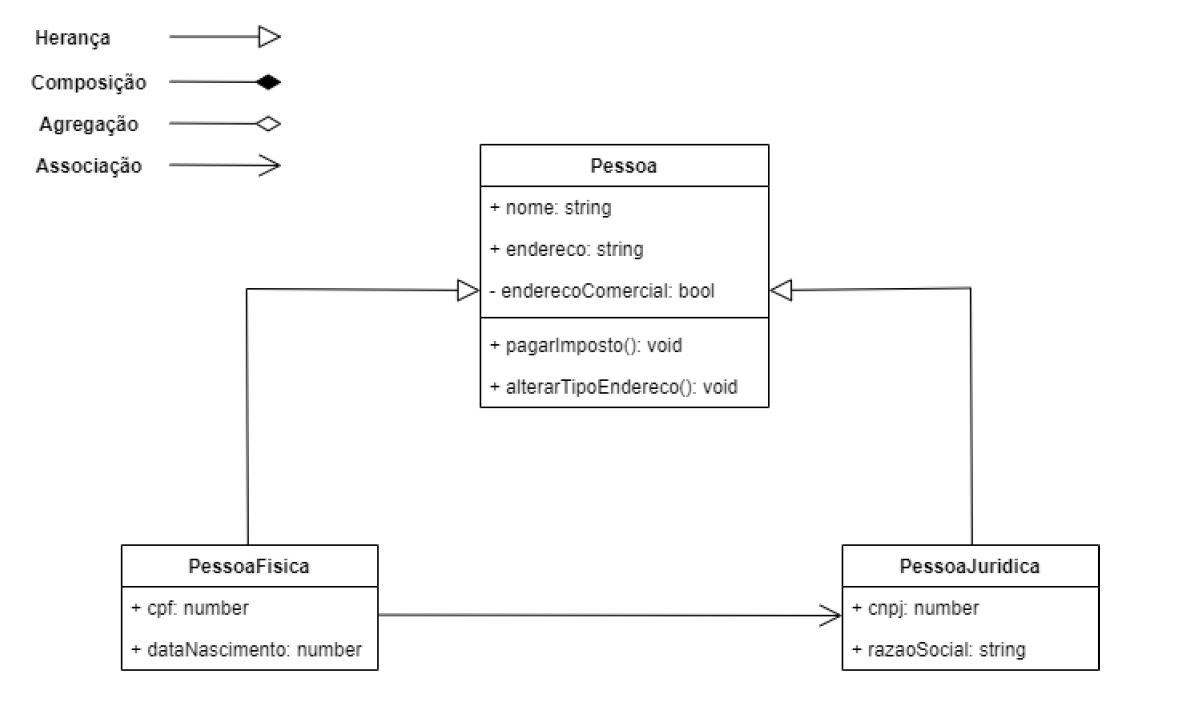 Herança
Composição
Agregação
Associação
Pessoa
+ nome: string
+ endereco: string
- enderecoComercial: bool
+ pagarImposto(): void
+ alterarTipoEndereco(): void
PessoaFisica
+ cpf: number
+ dataNascimento: number
PessoaJuridica
+ cnpj: number
+ razaoSocial: string